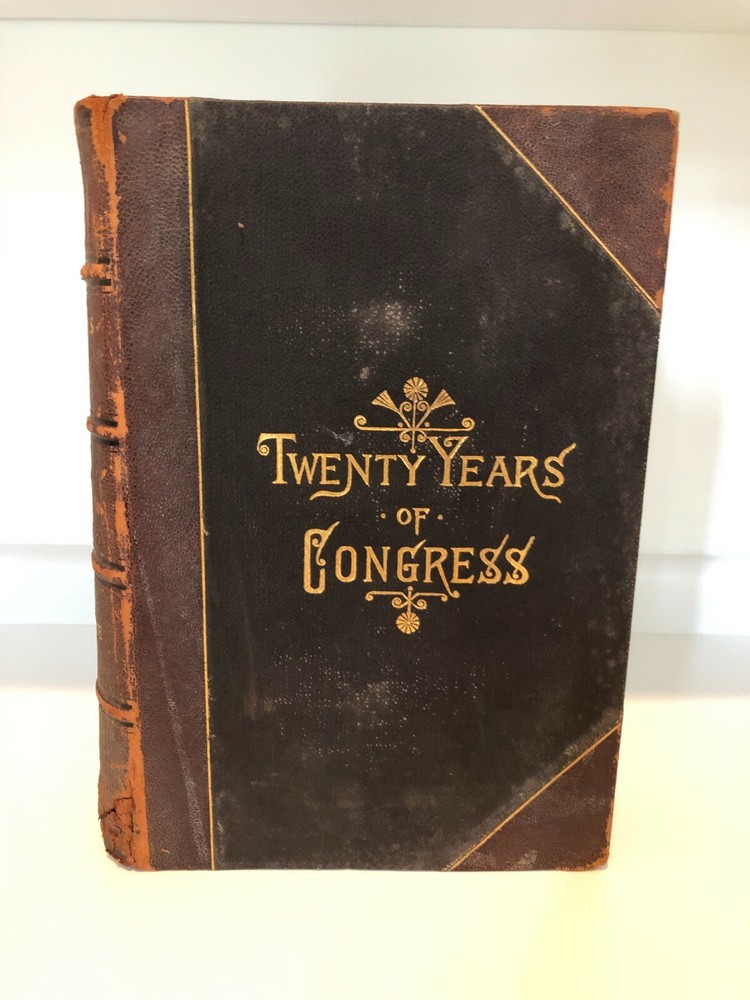 Twenty Years
· of ·
Congress